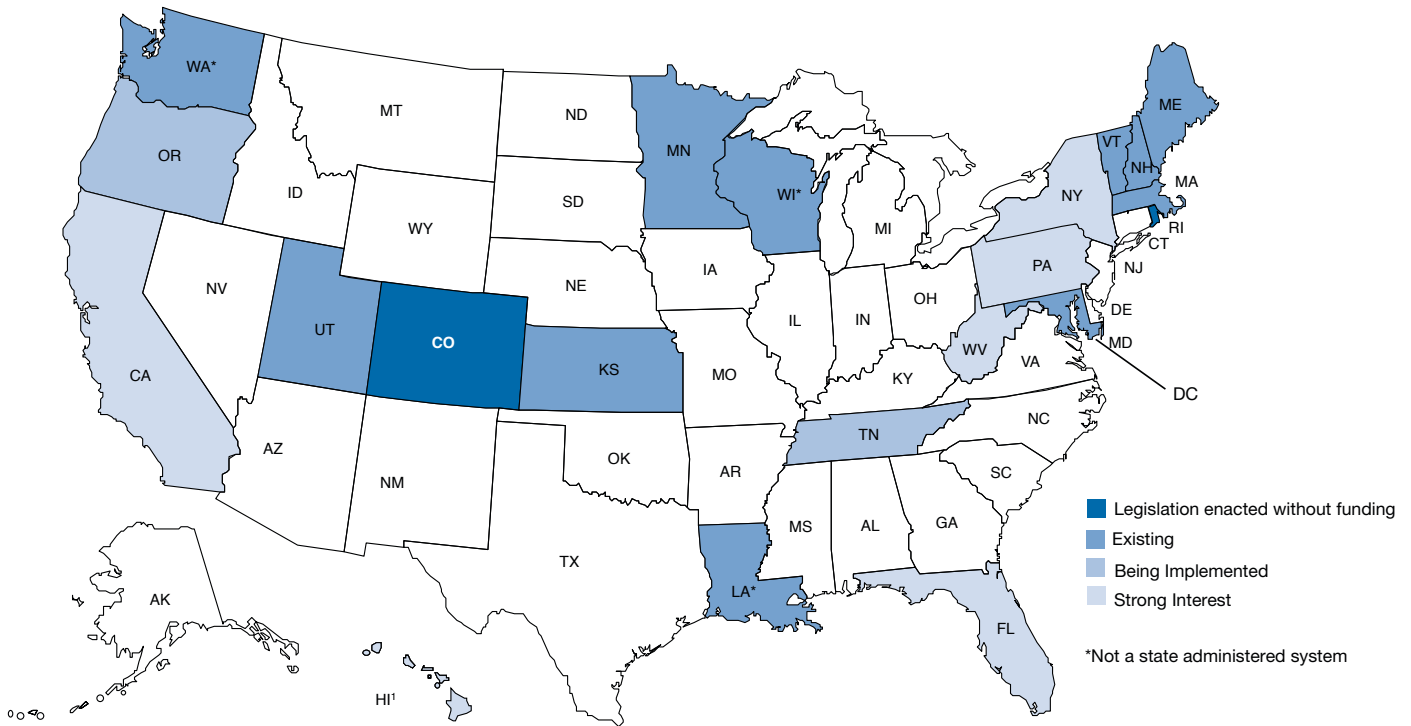 WA*
ME
MT
ND
VT
MN
OR
NH
MA
ID
WI*
SD
NY
WY
MI
RI
CT
PA
IA
NJ
NE
NV
OH
DE
IL
IN
UT
CO
MD
WV
VA
KS
CA
MO
KY
DC
NC
TN
AZ
OK
AR
SC
NM
MS
AL
GA
TX
LA*
AK
FL
HI¹
Legislation enacted without funding
Existing
Being Implemented
Strong Interest
*Not a state administered system